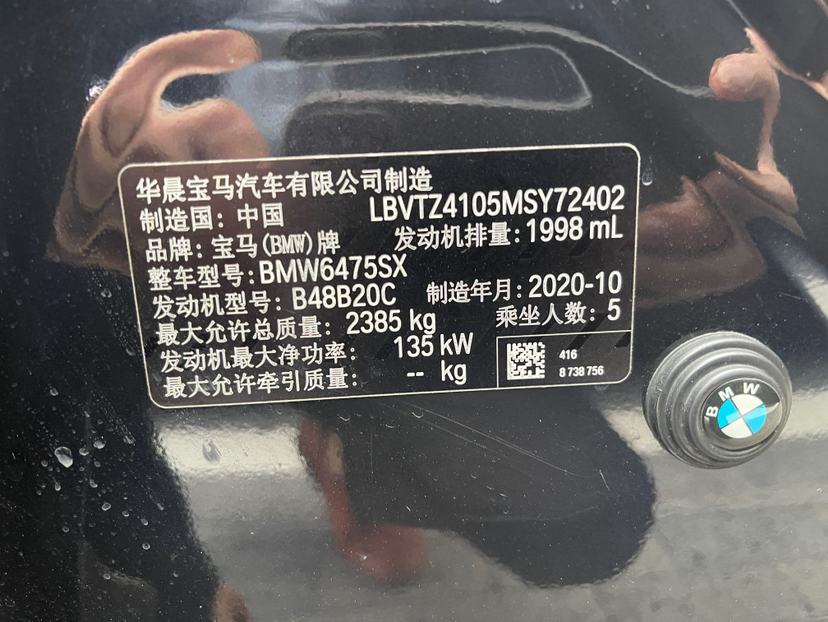 华晨宝马汽车有限公司制造
制造国：中国 LBVTZ4105MSY72402
品牌：宝马(BMW)牌 发动机排量：1998 mL
整车型号：BMW6475SX
发动机型号：B48B20C 制造年月：2020-10
最大允许总质量：2385 kg 乘坐人数：5
发动机最大净功率：135 kW
最大允许牵引质量：-- kg
416
8 738 756
BMW